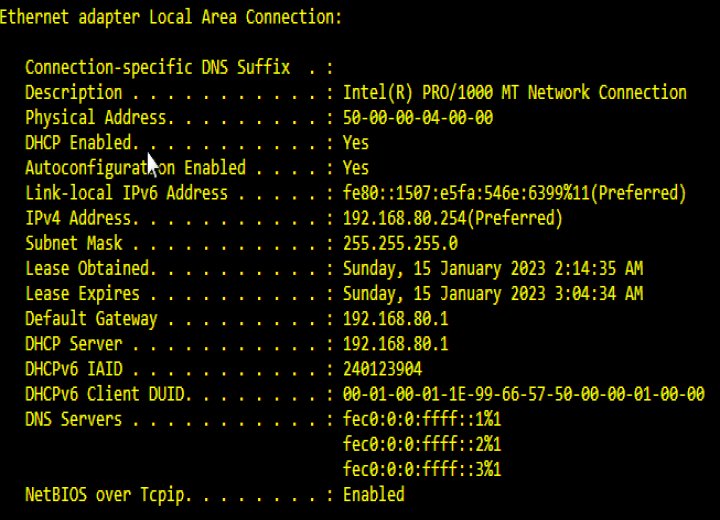 Ethernet adapter Local Area Connection:
Connection-specific DNS Suffix  . :
Description . . . . . . . . . . . : Intel(R) PRO/1000 MT Network Connection
Physical Address. . . . . . . . . : 50-00-00-04-00-00
DHCP Enabled. . . . . . . . . . . : Yes
Autoconfiguration Enabled . . . . : Yes
Link-local IPv6 Address . . . . . : fe80::1507:e5fa:546e:6399%11(Preferred)
IPv4 Address. . . . . . . . . . . : 192.168.80.254(Preferred)
Subnet Mask . . . . . . . . . . . : 255.255.255.0
Lease Obtained. . . . . . . . . . : Sunday, 15 January 2023 2:14:35 AM
Lease Expires . . . . . . . . . . : Sunday, 15 January 2023 3:04:34 AM
Default Gateway . . . . . . . . . : 192.168.80.1
DHCP Server . . . . . . . . . . . : 192.168.80.1
DHCPv6 IAID . . . . . . . . . . . : 240123904
DHCPv6 Client DUID. . . . . . . . : 00-01-00-01-1E-99-66-57-50-00-00-01-00-00
DNS Servers . . . . . . . . . . . : fec0:0:0:ffff::1%1
fec0:0:0:ffff::2%1
fec0:0:0:ffff::3%1
NetBIOS over Tcpip. . . . . . . . : Enabled